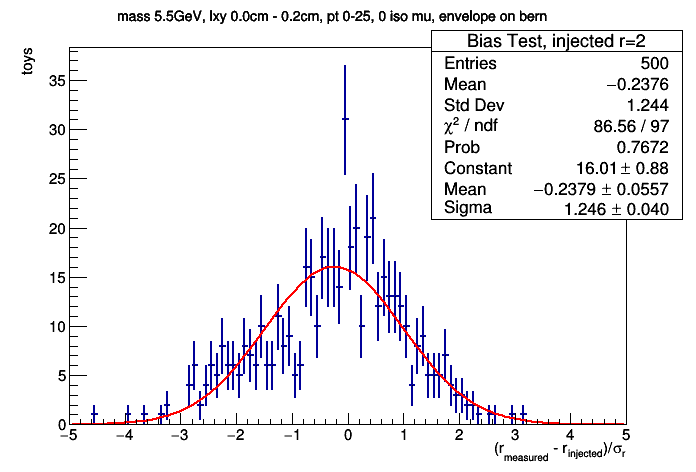 mass 5.5GeV, lxy 0.0cm - 0.2cm, pt 0-25, 0 iso mu, envelope on bern
Bias Test, injected r=2
Entries 500
Mean −0.2376
Std Dev 1.244
χ² / ndf 86.56 / 97
Prob 0.7672
Constant 16.01 ± 0.88
Mean −0.2379 ± 0.0557
Sigma 1.246 ± 0.040
toys
35
30
25
20
15
10
5
0
−5 −4 −3 −2 −1 0 1 2 3 4 5
(r_measured - r_injected)/σ_r